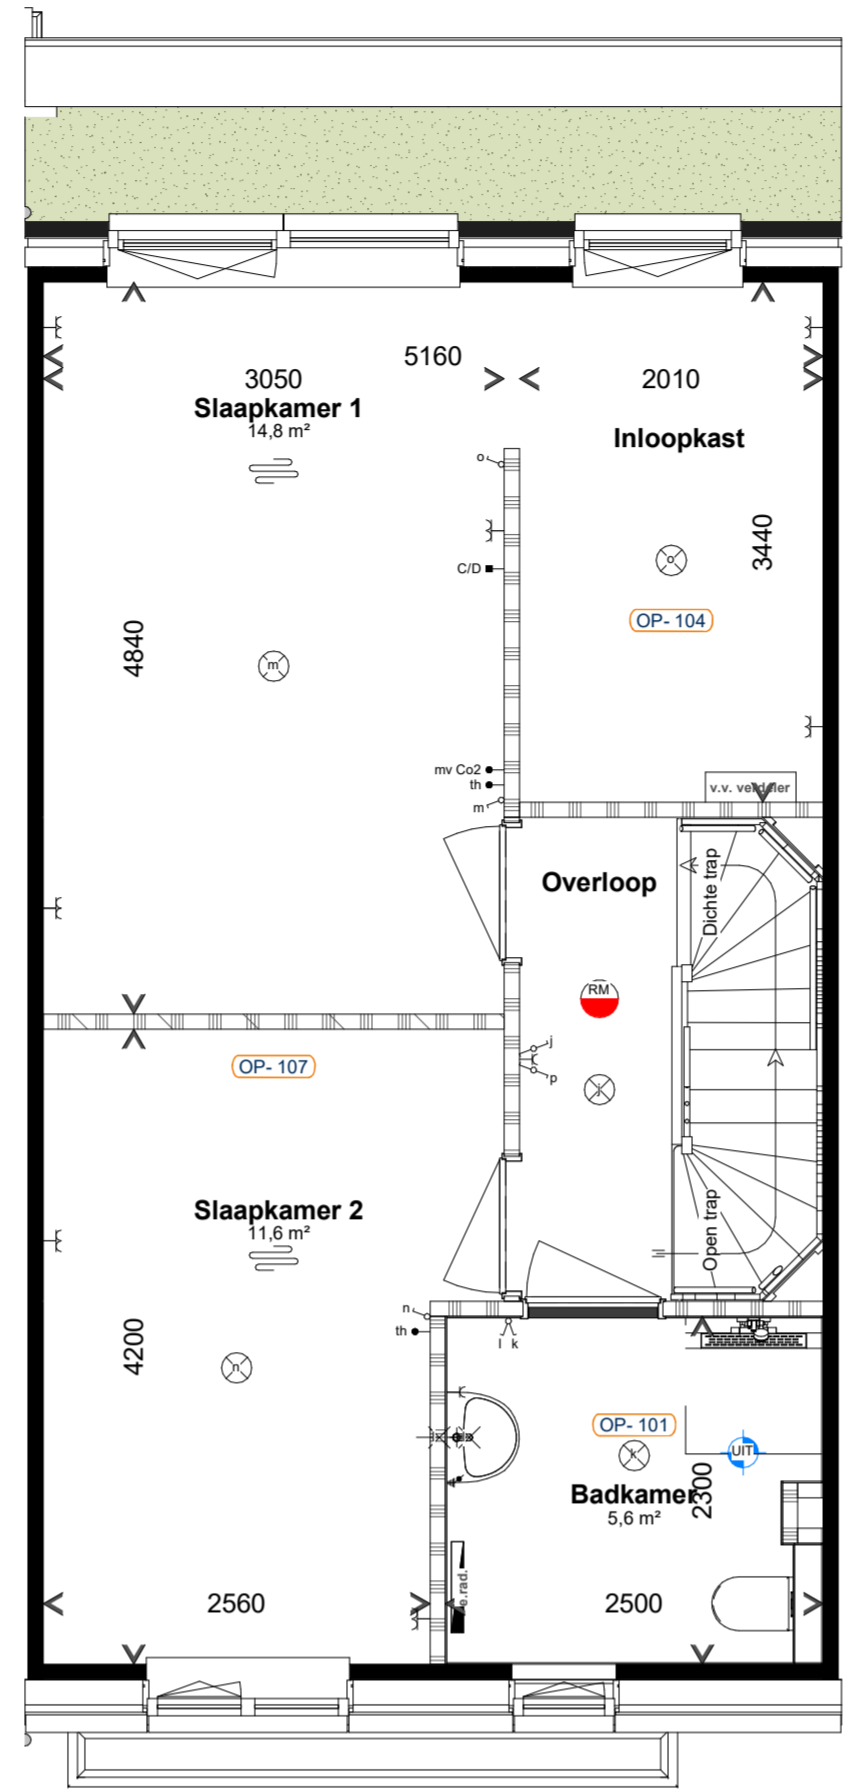 5160
3050
2010
Slaapkamer 1
14,8 m²
Inloopkast
o
C/D
3440
o
OP- 104
4840
m
mv Co2
th
m
v.v. verdeler
Overloop
Dichte trap
RM
j
p
j
OP- 107
Slaapkamer 2
11,6 m²
Open trap
n
th
l k
4200
n
OP- 101
k
UIT
Badkamer
5,6 m²
2300
e.rad.
2560
2500